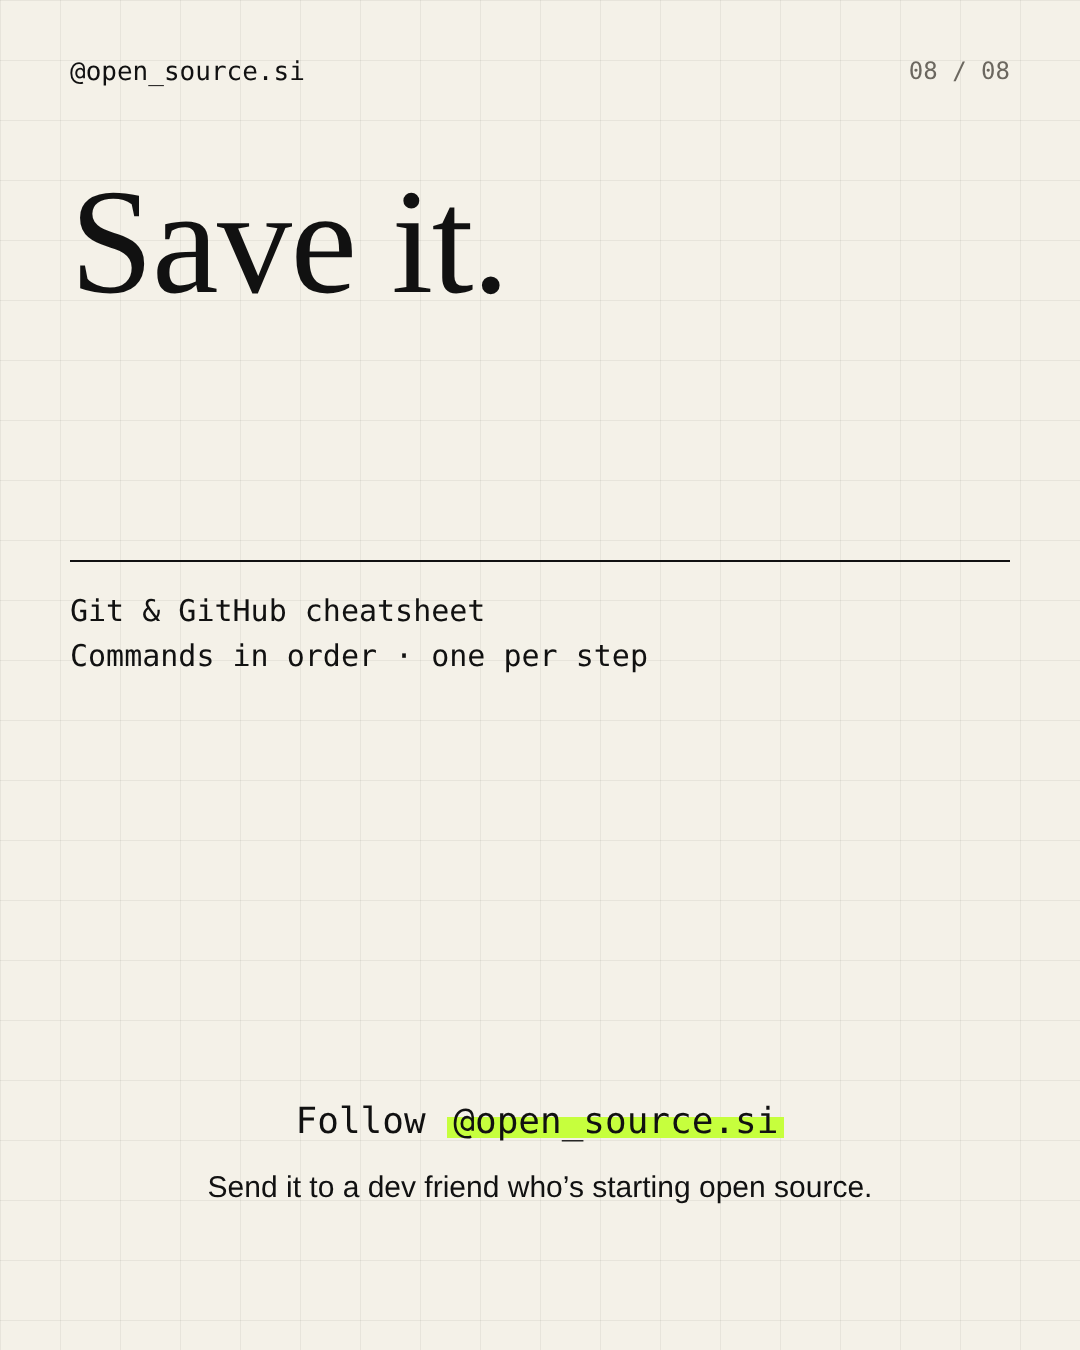 @open_source.si
08 / 08
Save it.
Git & GitHub cheatsheet
Commands in order · one per step
Follow @open_source.si
Send it to a dev friend who’s starting open source.